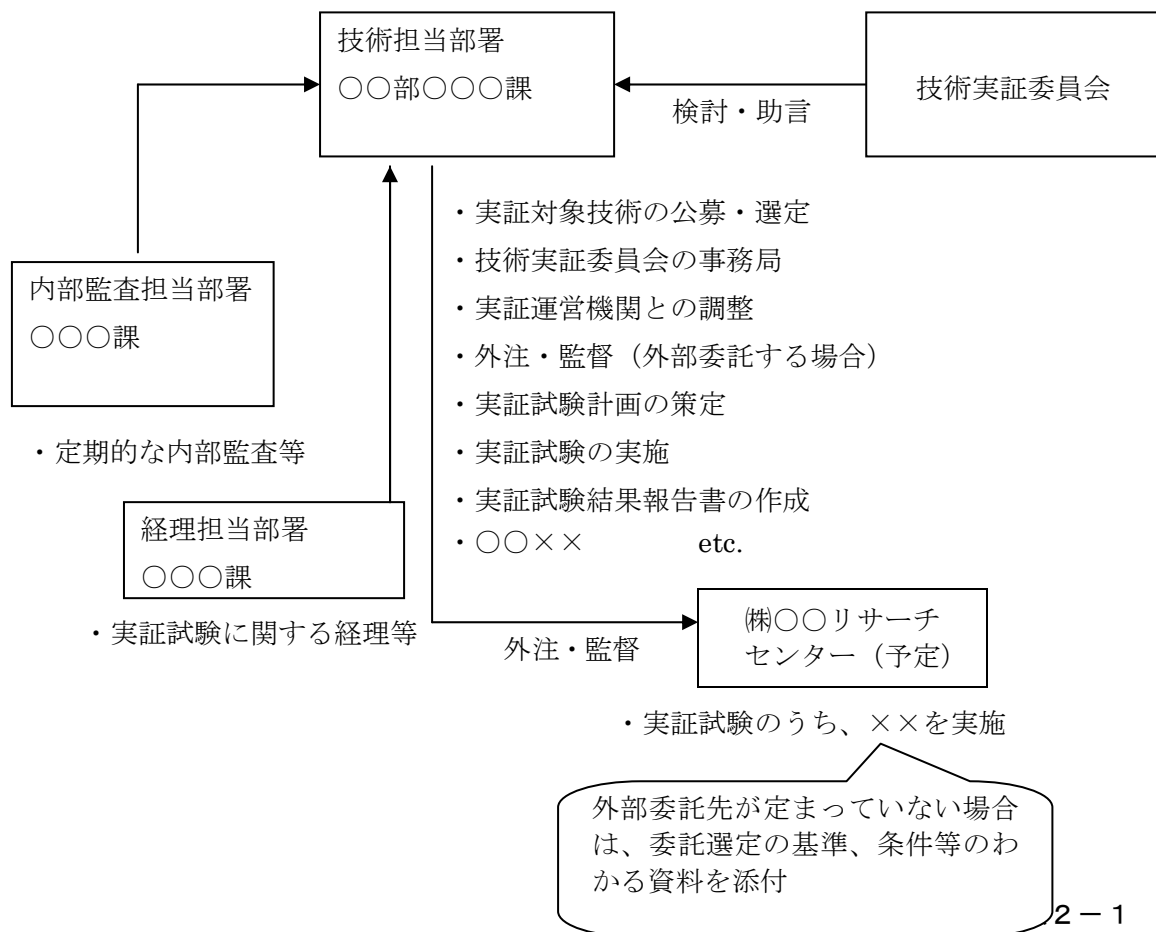 技術担当部署
○○部○○○課
検討・助言
技術実証委員会
・実証対象技術の公募・選定
・技術実証委員会の事務局
・実証運営機関との調整
・外注・監督（外部委託する場合）
・実証試験計画の策定
・実証試験の実施
・実証試験結果報告書の作成
・○○×× etc.
内部監査担当部署
○○○課
・定期的な内部監査等
経理担当部署
○○○課
・実証試験に関する経理等
外注・監督
㈱○○リサーチ
センター（予定）
・実証試験のうち、××を実施
外部委託先が定まっていない場合
は、委託選定の基準、条件等のわ
かる資料を添付
2－1